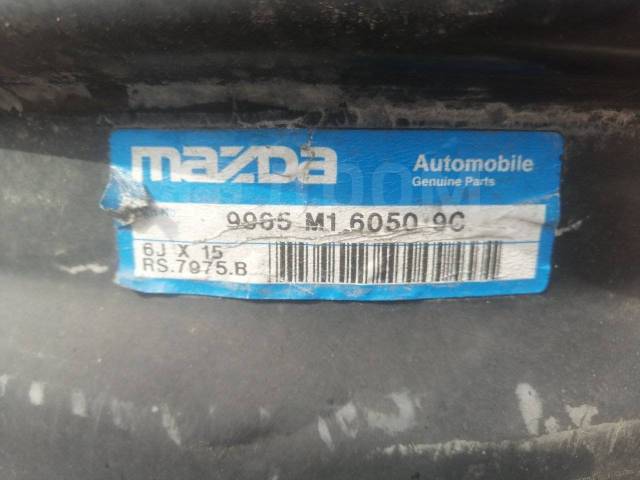 mazda
Automobile
Genuine Parts
9965 M1 6050 9C
6J X 15
RS.7975.B